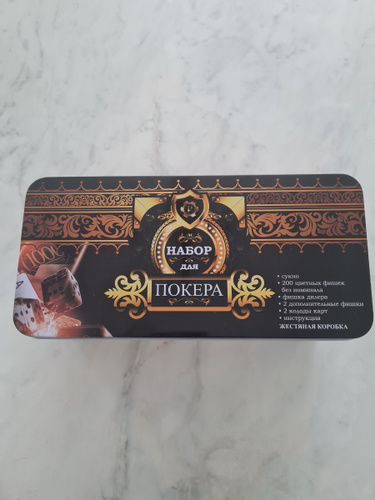 НАБОР
ДЛЯ
ПОКЕРА
100K
• сукно
• 200 цветных фишек
без номинала
• фишка дилера
• 2 дополнительные фишки
• 2 колоды карт
• инструкция
ЖЕСТЯНАЯ КОРОБКА